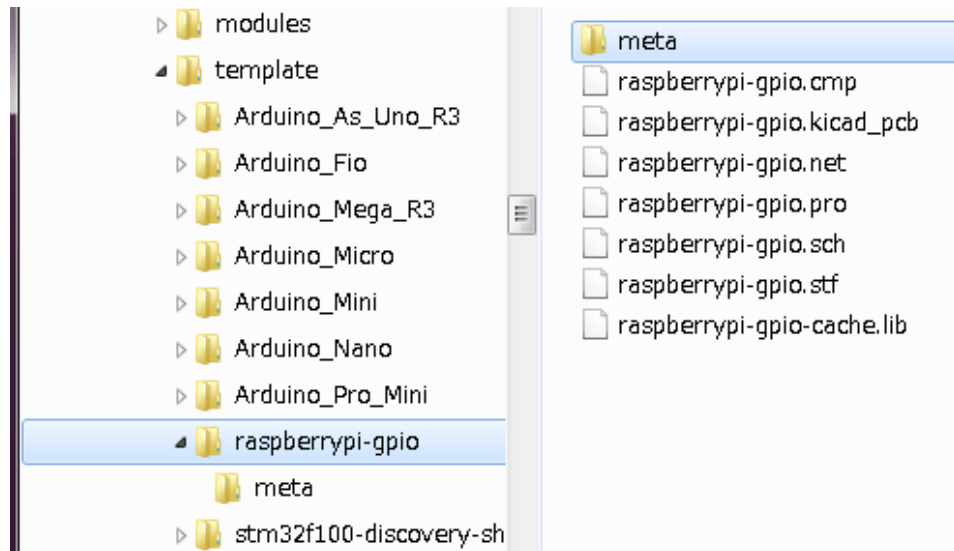 modules
template
Arduino_As_Uno_R3
Arduino_Fio
Arduino_Mega_R3
Arduino_Micro
Arduino_Mini
Arduino_Nano
Arduino_Pro_Mini
raspberrypi-gpio
meta
stm32f100-discovery-sh
meta
raspberrypi-gpio.cmp
raspberrypi-gpio.kicad_pcb
raspberrypi-gpio.net
raspberrypi-gpio.pro
raspberrypi-gpio.sch
raspberrypi-gpio.stf
raspberrypi-gpio-cache.lib